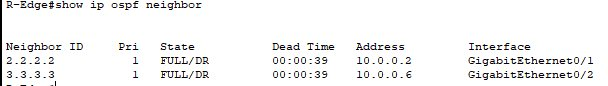 R-Edge#show ip ospf neighbor
Neighbor ID     Pri   State           Dead Time   Address         Interface
2.2.2.2           1   FULL/DR         00:00:39    10.0.0.2        GigabitEthernet0/1
3.3.3.3           1   FULL/DR         00:00:39    10.0.0.6        GigabitEthernet0/2